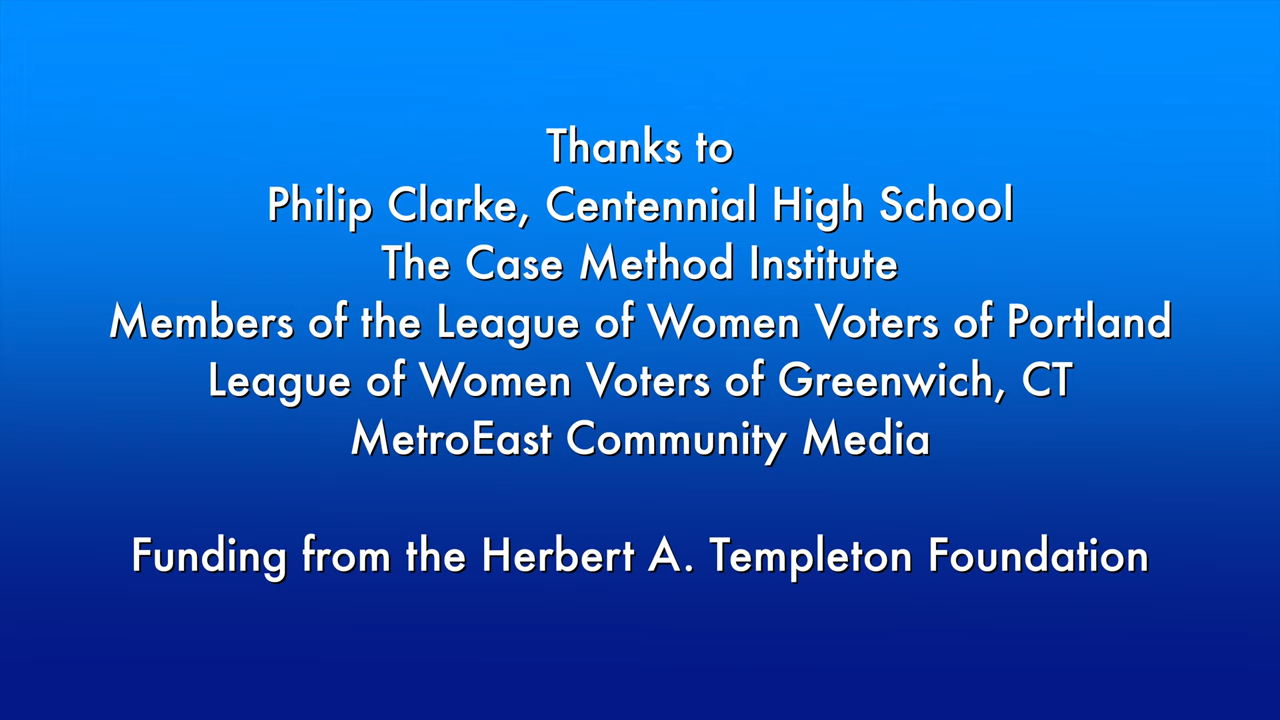 Thanks to
Philip Clarke, Centennial High School
The Case Method Institute
Members of the League of Women Voters of Portland
League of Women Voters of Greenwich, CT
MetroEast Community Media
Funding from the Herbert A. Templeton Foundation